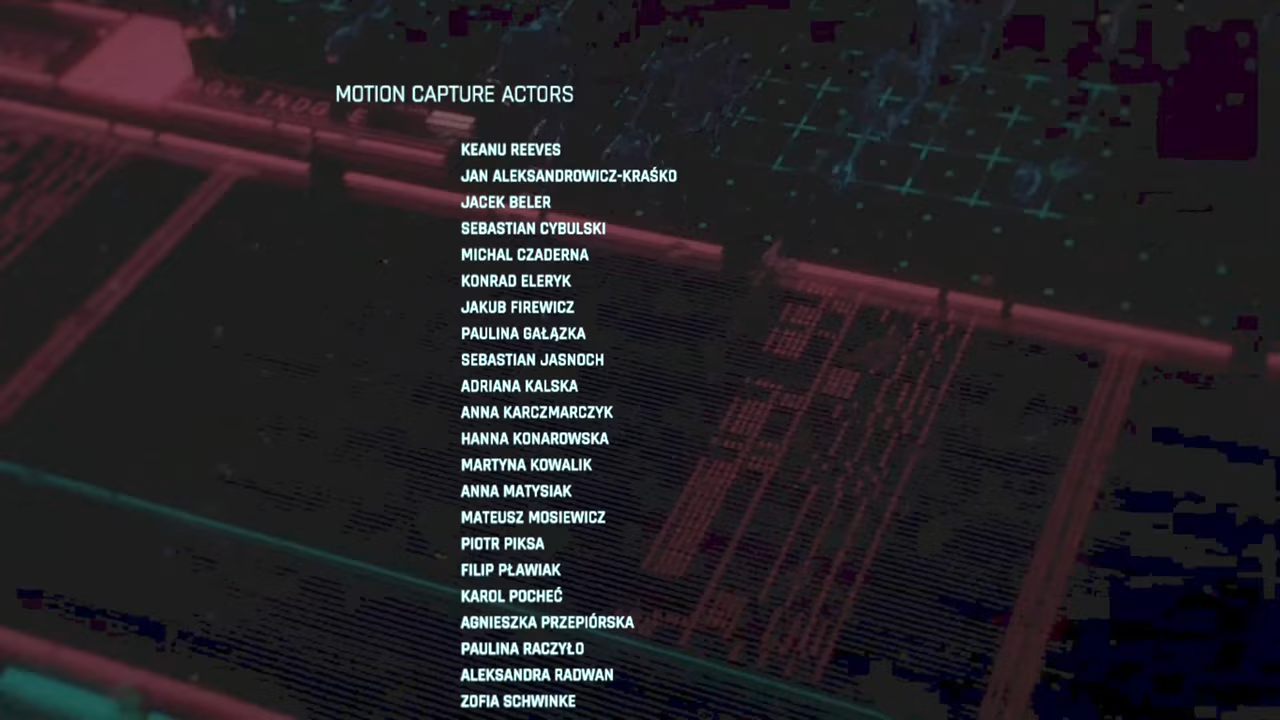 MOTION CAPTURE ACTORS
KEANU REEVES
JAN ALEKSANDROWICZ-KRAŚKO
JACEK BELER
SEBASTIAN CYBULSKI
MICHAL CZADERNA
KONRAD ELERYK
JAKUB FIREWICZ
PAULINA GAŁĄZKA
SEBASTIAN JASNOCH
ADRIANA KALSKA
ANNA KARCZMARCZYK
HANNA KONAROWSKA
MARTYNA KOWALIK
ANNA MATYSIAK
MATEUSZ MOSIEWICZ
PIOTR PIKSA
FILIP PŁAWIAK
KAROL POCHEĆ
AGNIESZKA PRZEPIÓRSKA
PAULINA RACZYŁO
ALEKSANDRA RADWAN
ZOFIA SCHWINKE